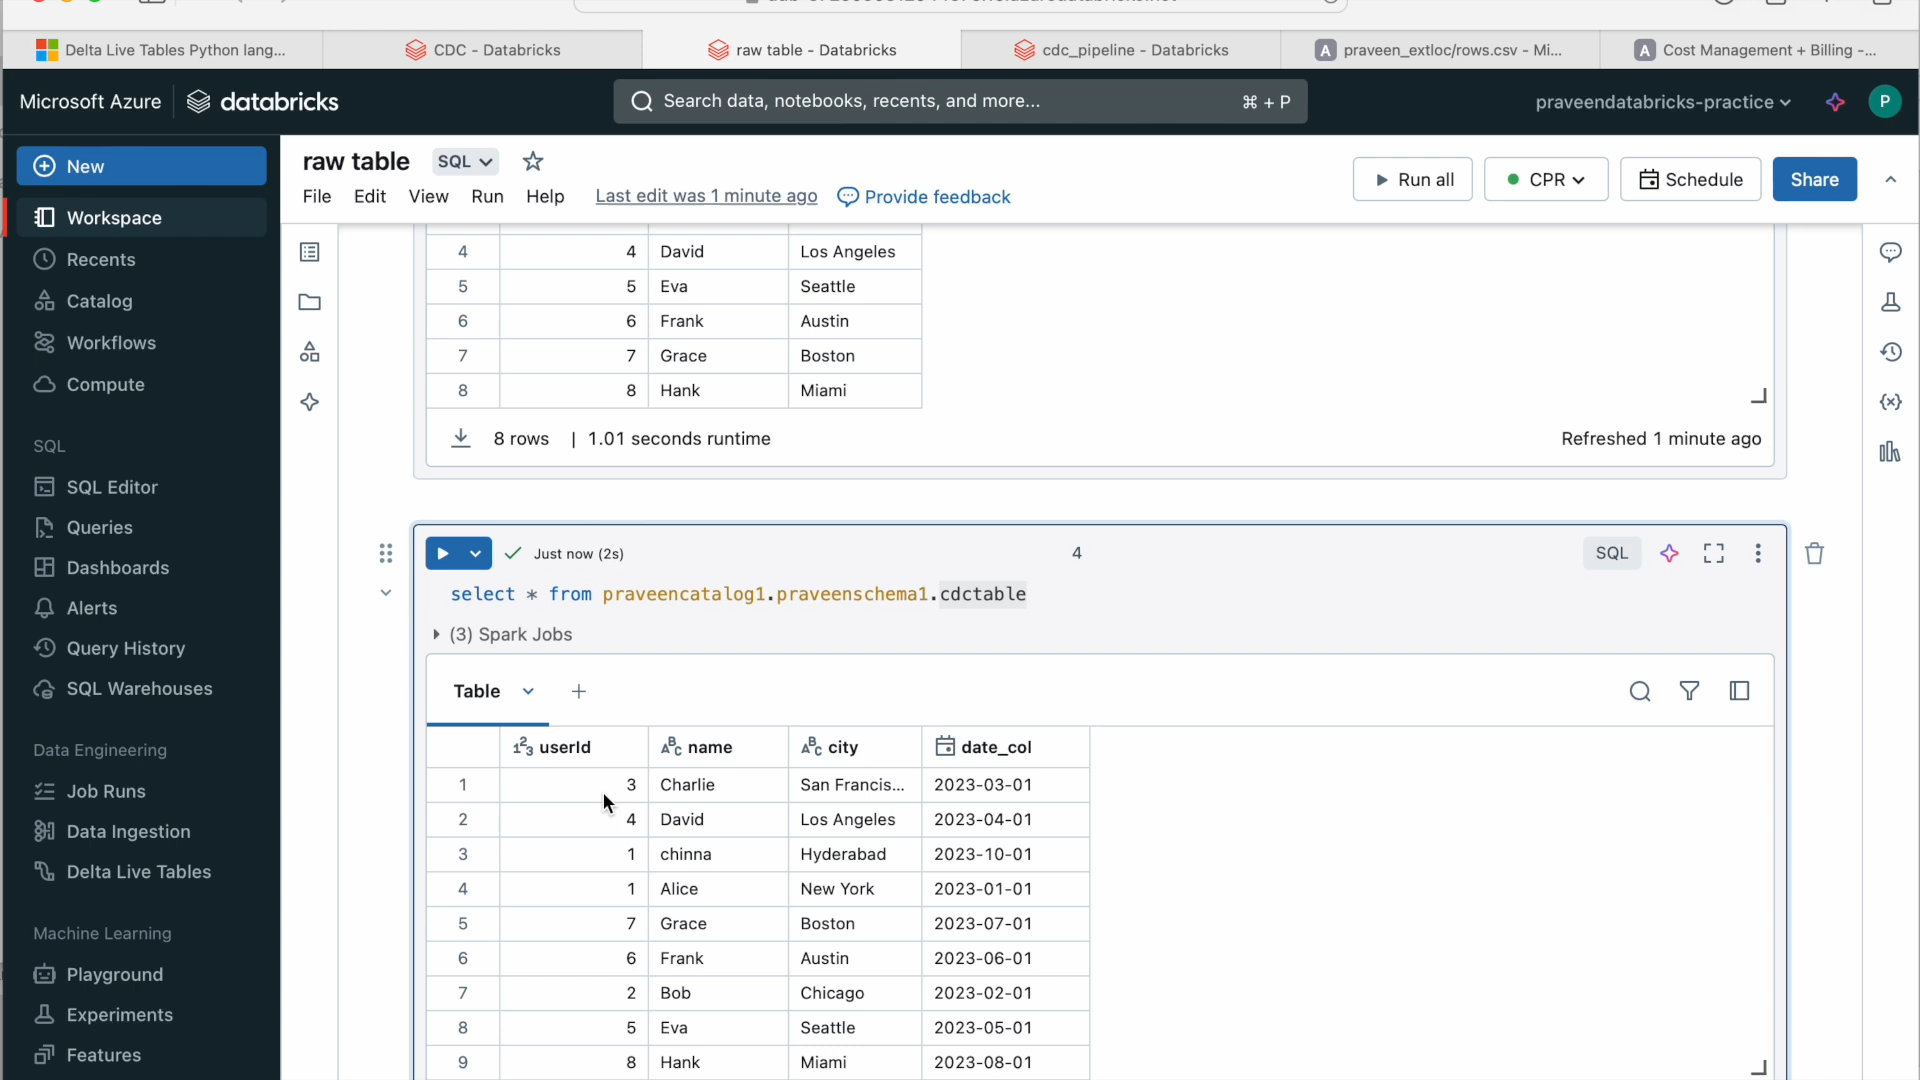 Delta Live Tables Python lang...
CDC - Databricks
raw table - Databricks
cdc_pipeline - Databricks
A praveen_extloc/rows.csv - Mi...
A Cost Management + Billing -...
Microsoft Azure
databricks
Search data, notebooks, recents, and more...
⌘ + P
praveendatabricks-practice
P
New
Workspace
Recents
Catalog
Workflows
Compute
SQL
SQL Editor
Queries
Dashboards
Alerts
Query History
SQL Warehouses
Data Engineering
Job Runs
Data Ingestion
Delta Live Tables
Machine Learning
Playground
Experiments
Features
raw table
SQL
File Edit View Run Help
Last edit was 1 minute ago
Provide feedback
Run all
CPR
Schedule
Share
4 4 David Los Angeles
5 5 Eva Seattle
6 6 Frank Austin
7 7 Grace Boston
8 8 Hank Miami
8 rows | 1.01 seconds runtime
Refreshed 1 minute ago
Just now (2s)
4
SQL
select * from praveencatalog1.praveenschema1.cdctable
(3) Spark Jobs
Table +
123 userId ABC name ABC city date_col
1 3 Charlie San Francis... 2023-03-01
2 4 David Los Angeles 2023-04-01
3 1 chinna Hyderabad 2023-10-01
4 1 Alice New York 2023-01-01
5 7 Grace Boston 2023-07-01
6 6 Frank Austin 2023-06-01
7 2 Bob Chicago 2023-02-01
8 5 Eva Seattle 2023-05-01
9 8 Hank Miami 2023-08-01